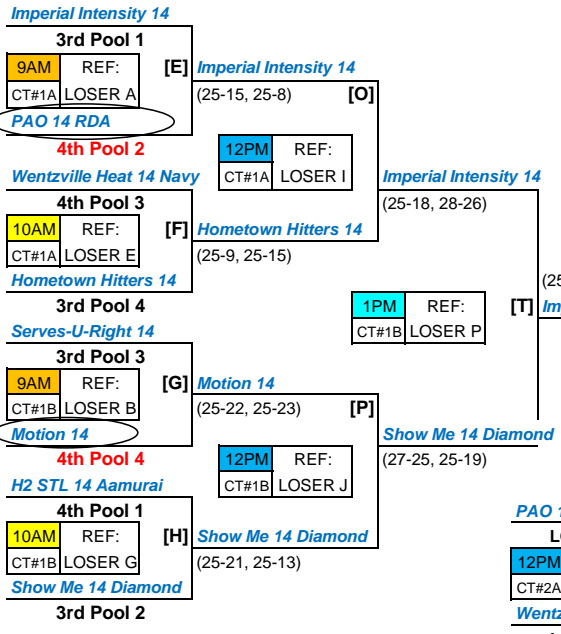 Imperial Intensity 14
3rd Pool 1
9AM REF: [E] Imperial Intensity 14
CT#1A LOSER A (25-15, 25-8) [O]
PAO 14 RDA
4th Pool 2 12PM REF:
Wentzville Heat 14 Navy CT#1A LOSER I Imperial Intensity 14
4th Pool 3 (25-18, 28-26)
10AM REF: [F] Hometown Hitters 14
CT#1A LOSER E (25-9, 25-15)
Hometown Hitters 14
3rd Pool 4 1PM REF: [T]
Serves-U-Right 14 CT#1B LOSER P
3rd Pool 3
9AM REF: [G] Motion 14
CT#1B LOSER B (25-22, 25-23) [P]
Motion 14 Show Me 14 Diamond
4th Pool 4 12PM REF: (27-25, 25-19)
H2 STL 14 Aamurai CT#1B LOSER J
4th Pool 1 PAO
10AM REF: [H] Show Me 14 Diamond
CT#1B LOSER G (25-21, 25-13) 12PM
Show Me 14 Diamond CT#2A
3rd Pool 2